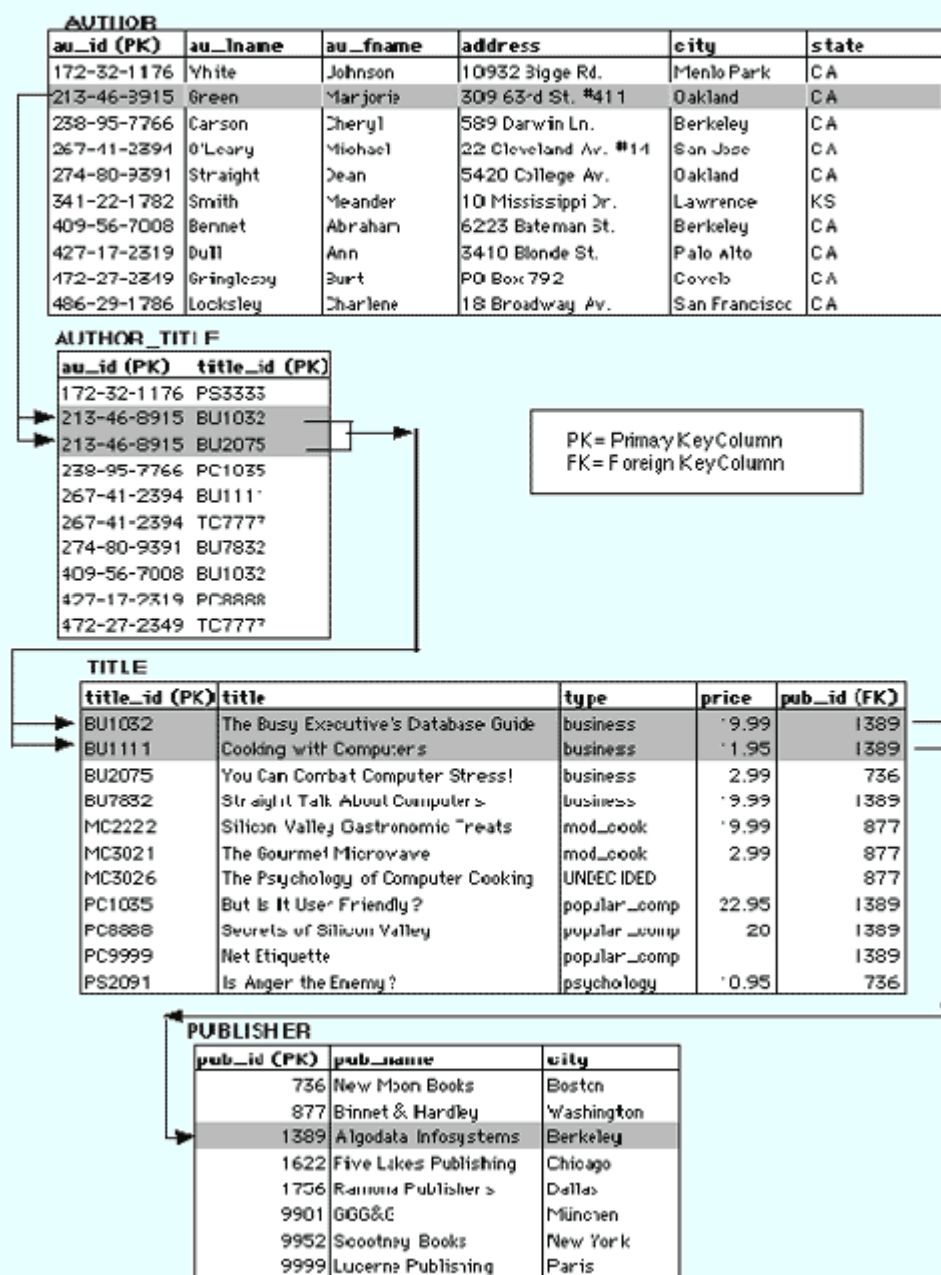 AUTHOR
au_id (PK) au_lname au_fname address city state
172-32-1176 White Johnson 10932 Bigge Rd. Menlo Park CA
213-46-8915 Green Marjorie 309 63rd St. #411 Oakland CA
238-95-7766 Carson Cheryl 589 Darwin Ln. Berkeley CA
267-41-2394 O'Leary Michael 22 Cleveland Av. #14 San Jose CA
274-80-9391 Straight Dean 5420 College Av. Oakland CA
341-22-1782 Smith Meander 10 Mississippi Dr. Lawrence KS
409-56-7008 Bennet Abraham 6223 Bateman St. Berkeley CA
427-17-2319 Dull Ann 3410 Blonde St. Palo Alto CA
472-27-2349 Gringlesby Burt PO Box 792 Covelo CA
486-29-1786 Locksley Charlene 18 Broadway Av. San Francisco CA
AUTHOR_TITLE
au_id (PK) title_id (PK)
172-32-1176 PS3333
213-46-8915 BU1032
213-46-8915 BU2075
238-95-7766 PC1035
267-41-2394 BU1111
267-41-2394 TC7777
274-80-9391 BU7832
409-56-7008 BU1032
427-17-2319 PC8888
472-27-2349 TC7777
PK= Primary Key Column
FK= Foreign Key Column
TITLE
title_id (PK) title type price pub_id (FK)
BU1032 The Busy Executive's Database Guide business 19.99 1389
BU1111 Cooking with Computers business 11.95 1389
BU2075 You Can Combat Computer Stress! business 2.99 736
BU7832 Straight Talk About Computers business 19.99 1389
MC2222 Silicon Valley Gastronomic Treats mod_cook 19.99 877
MC3021 The Gourmet Microwave mod_cook 2.99 877
MC3026 The Psychology of Computer Cooking UNDECIDED 877
PC1035 But Is It User Friendly? popular_comp 22.95 1389
PC8888 Secrets of Silicon Valley popular_comp 20 1389
PC9999 Net Etiquette popular_comp 1389
PS2091 Is Anger the Enemy? psychology 10.95 736
PUBLISHER
pub_id (PK) pub_name city
736 New Moon Books Boston
877 Binnet & Hardley Washington
1389 Algodata Infosystems Berkeley
1622 Five Lakes Publishing Chicago
1756 Ramona Publishers Dallas
9901 GGG&G München
9952 Scootney Books New York
9999 Lucerne Publishing Paris